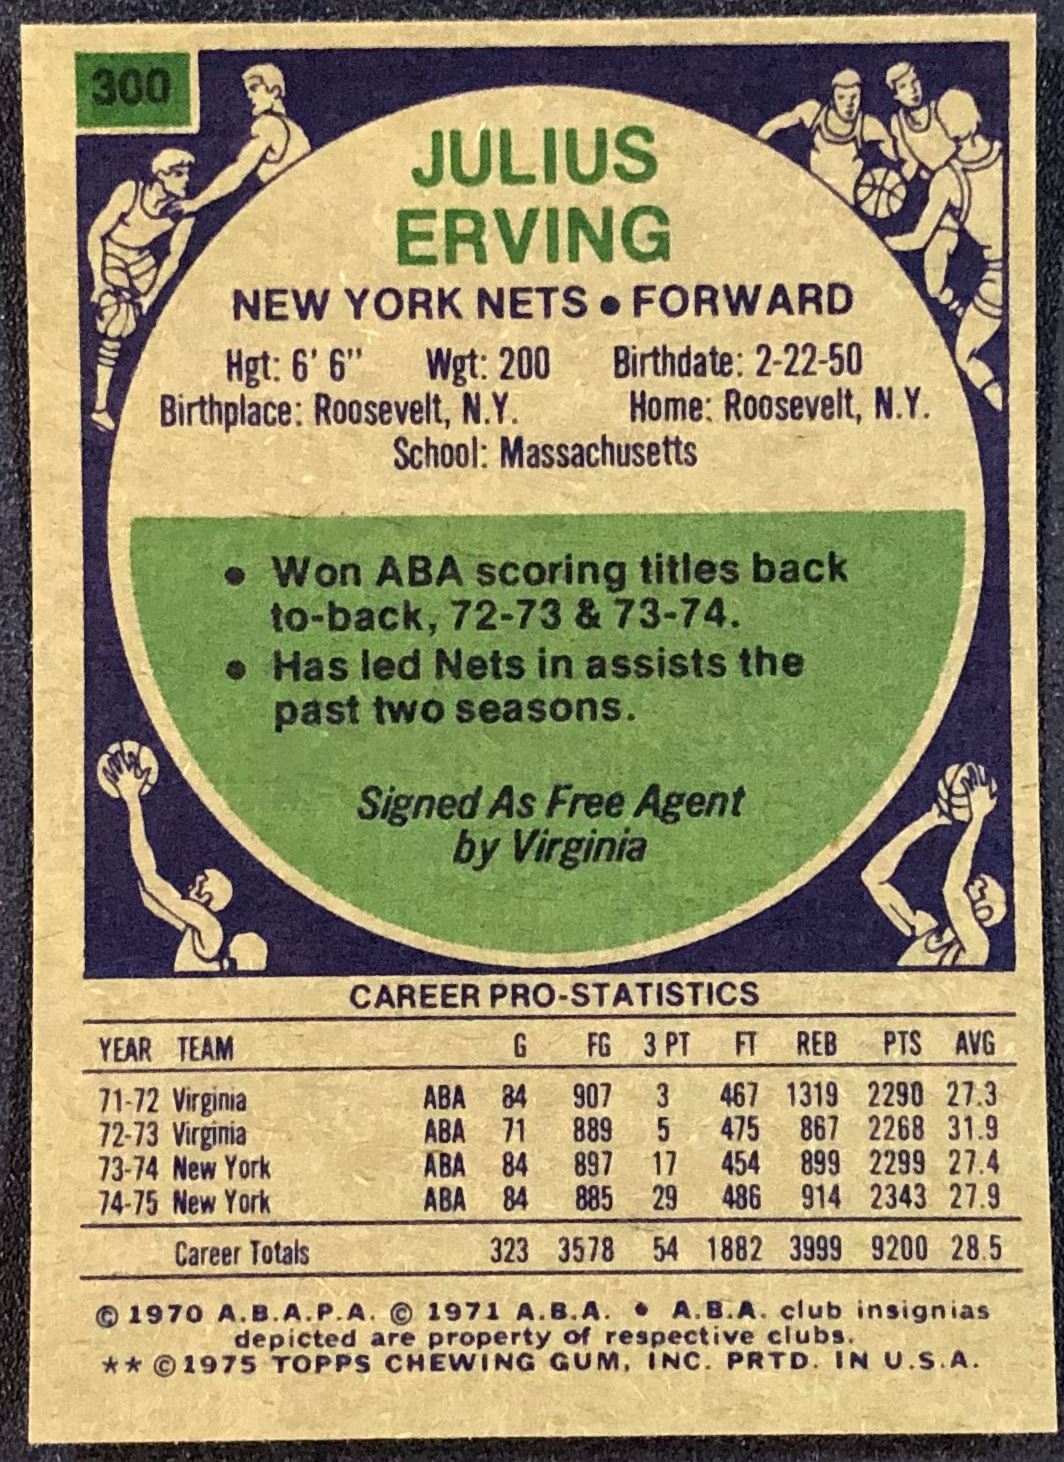 300
JULIUS
ERVING
NEW YORK NETS • FORWARD
Hgt: 6' 6" Wgt: 200 Birthdate: 2-22-50
Birthplace: Roosevelt, N.Y. Home: Roosevelt, N.Y.
School: Massachusetts
• Won ABA scoring titles back
to-back, 72-73 & 73-74.
• Has led Nets in assists the
past two seasons.
Signed As Free Agent
by Virginia
CAREER PRO-STATISTICS
YEAR TEAM G FG 3 PT FT REB PTS AVG
71-72 Virginia ABA 84 907 3 467 1319 2290 27.3
72-73 Virginia ABA 71 889 5 475 867 2268 31.9
73-74 New York ABA 84 897 17 454 899 2299 27.4
74-75 New York ABA 84 885 29 486 914 2343 27.9
Career Totals 323 3578 54 1882 3999 9200 28.5
© 1970 A.B.A.P.A. © 1971 A.B.A. • A.B.A. club insignias
depicted are property of respective clubs.
** © 1975 TOPPS CHEWING GUM, INC. PRTD. IN U.S.A.